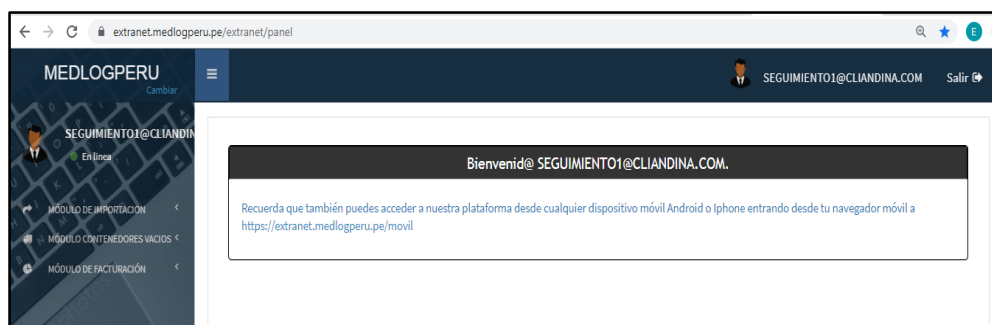 extranet.medlogperu.pe/extranet/panel
E
MEDLOGPERU
Cambiar
SEGUIMIENTO1@CLIANDINA.COM
Salir
SEGUIMIENTO1@CLIANDIN
En linea
Bienvenid@ SEGUIMIENTO1@CLIANDINA.COM.
Recuerda que también puedes acceder a nuestra plataforma desde cualquier dispositivo móvil Android o Iphone entrando desde tu navegador móvil a
https://extranet.medlogperu.pe/movil
MÓDULO DE IMPORTACIÓN
MÓDULO CONTENEDORES VACIOS
MÓDULO DE FACTURACIÓN